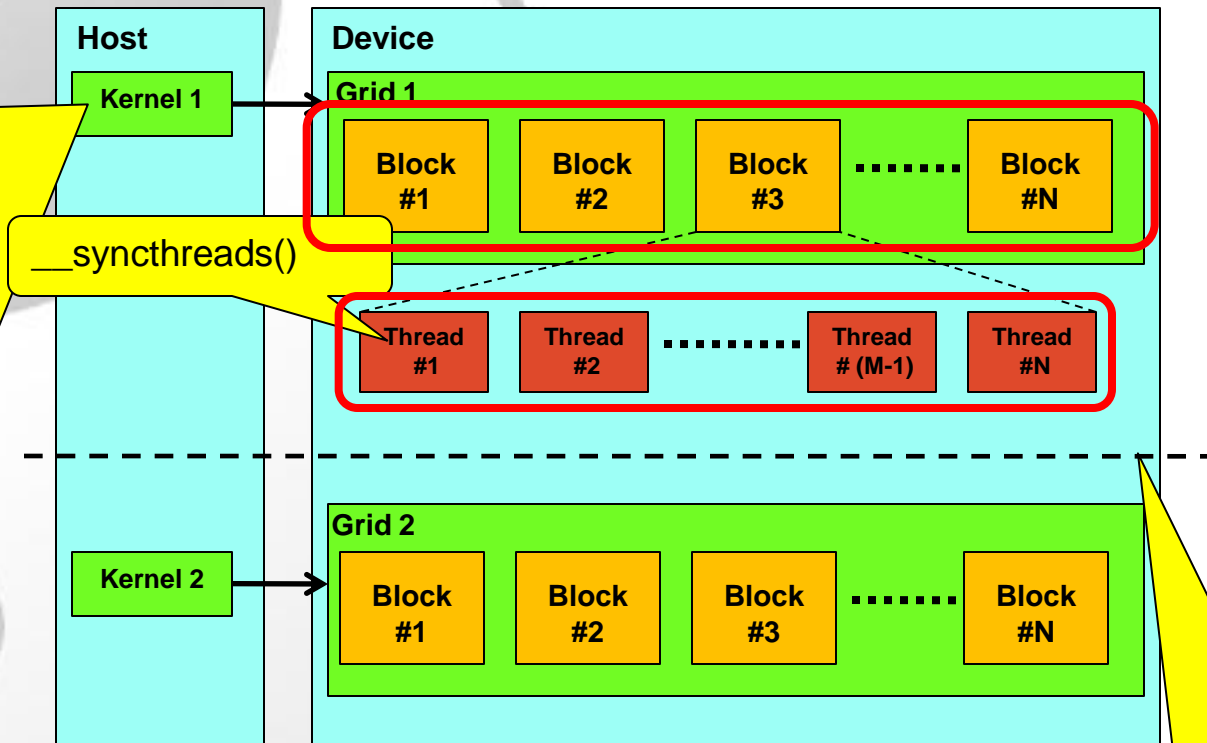 Host
Device
Kernel 1
Grid 1
Block
#1
Block
#2
Block
#3
Block
#N
__syncthreads()
Thread
#1
Thread
#2
Thread
# (M-1)
Thread
#N
Grid 2
Kernel 2
Block
#1
Block
#2
Block
#3
Block
#N